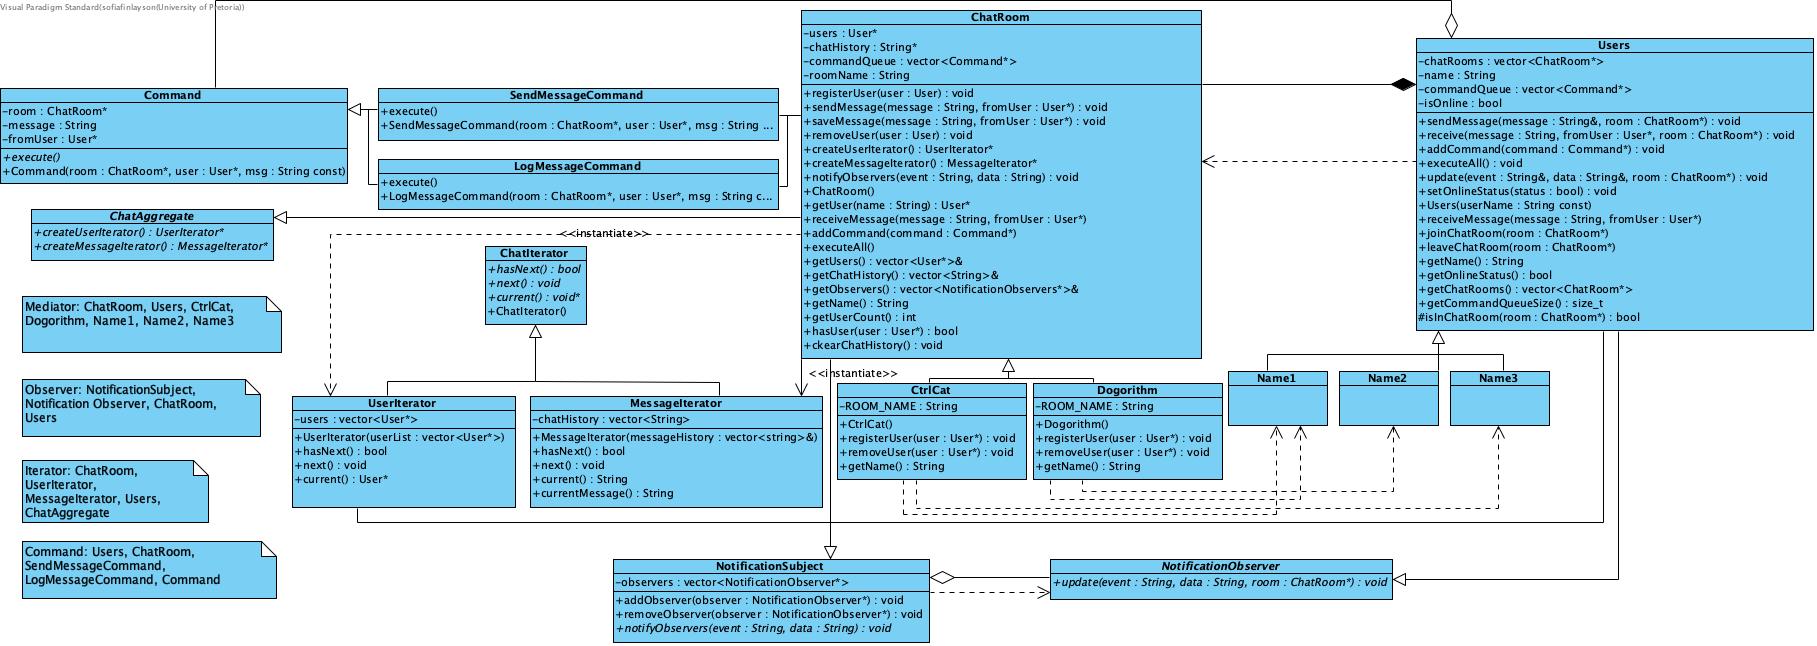 Visual Paradigm Standard(sofiafinlayson(University of Pretoria))
ChatRoom
-users : User*
-chatHistory : String*
-commandQueue : vector<Command*>
-roomName : String
+registerUser(user : User) : void
+sendMessage(message : String, fromUser : User*) : void
+saveMessage(message : String, fromUser : User*) : void
+removeUser(user : User) : void
+createUserIterator() : UserIterator*
+createMessageIterator() : MessageIterator*
+notifyObservers(event : String, data : String) : void
+ChatRoom()
+getUser(name : String) : User*
+receiveMessage(message : String, fromUser : User*)
+addCommand(command : Command*)
+executeAll()
+getUsers() : vector<User*>&
+getChatHistory() : vector<String>&
+getObservers() : vector<NotificationObservers*>&
+getName() : String
+getUserCount() : int
+hasUser(user : User*) : bool
+ckearChatHistory() : void
Users
-chatRooms : vector<ChatRoom*>
-name : String
-commandQueue : vector<Command*>
-isOnline : bool
+sendMessage(message : String&, room : ChatRoom*) : void
+receive(message : String, fromUser : User*, room : ChatRoom*) : void
+addCommand(command : Command*) : void
+executeAll() : void
+update(event : String&, data : String&, room : ChatRoom*) : void
+setOnlineStatus(status : bool) : void
+Users(userName : String const)
+receiveMessage(message : String, fromUser : User*)
+joinChatRoom(room : ChatRoom*)
+leaveChatRoom(room : ChatRoom*)
+getName() : String
+getOnlineStatus() : bool
+getChatRooms() : vector<ChatRoom*>
+getCommandQueueSize() : size_t
#isInChatRoom(room : ChatRoom*) : bool
Command
-room : ChatRoom*
-message : String
-fromUser : User*
+execute()
+Command(room : ChatRoom*, user : User*, msg : String const)
SendMessageCommand
+execute()
+SendMessageCommand(room : ChatRoom*, user : User*, msg : String ...
LogMessageCommand
+execute()
+LogMessageCommand(room : ChatRoom*, user : User*, msg : String c...
ChatAggregate
+createUserIterator() : UserIterator*
+createMessageIterator() : MessageIterator*
<<instantiate>>
ChatIterator
+hasNext() : bool
+next() : void
+current() : void*
+ChatIterator()
Mediator: ChatRoom, Users, CtrlCat,
Dogorithm, Name1, Name2, Name3
Observer: NotificationSubject,
Notification Observer, ChatRoom,
Users
Iterator: ChatRoom,
UserIterator,
MessageIterator, Users,
ChatAggregate
Command: Users, ChatRoom,
SendMessageCommand,
LogMessageCommand, Command
<<instantiate>>
UserIterator
-users : vector<User*>
+UserIterator(userList : vector<User*>)
+hasNext() : bool
+next() : void
+current() : User*
MessageIterator
-chatHistory : vector<String>
+MessageIterator(messageHistory : vector<string>&)
+hasNext() : bool
+next() : void
+current() : String
+currentMessage() : String
CtrlCat
-ROOM_NAME : String
+CtrlCat()
+registerUser(user : User*) : void
+removeUser(user : User*) : void
+getName() : String
Dogorithm
-ROOM_NAME : String
+Dogorithm()
+registerUser(user : User*) : void
+removeUser(user : User*) : void
+getName() : String
Name1
Name2
Name3
NotificationSubject
-observers : vector<NotificationObserver*>
+addObserver(observer : NotificationObserver*) : void
+removeObserver(observer : NotificationObserver*) : void
+notifyObservers(event : String, data : String) : void
NotificationObserver
+update(event : String, data : String, room : ChatRoom*) : void